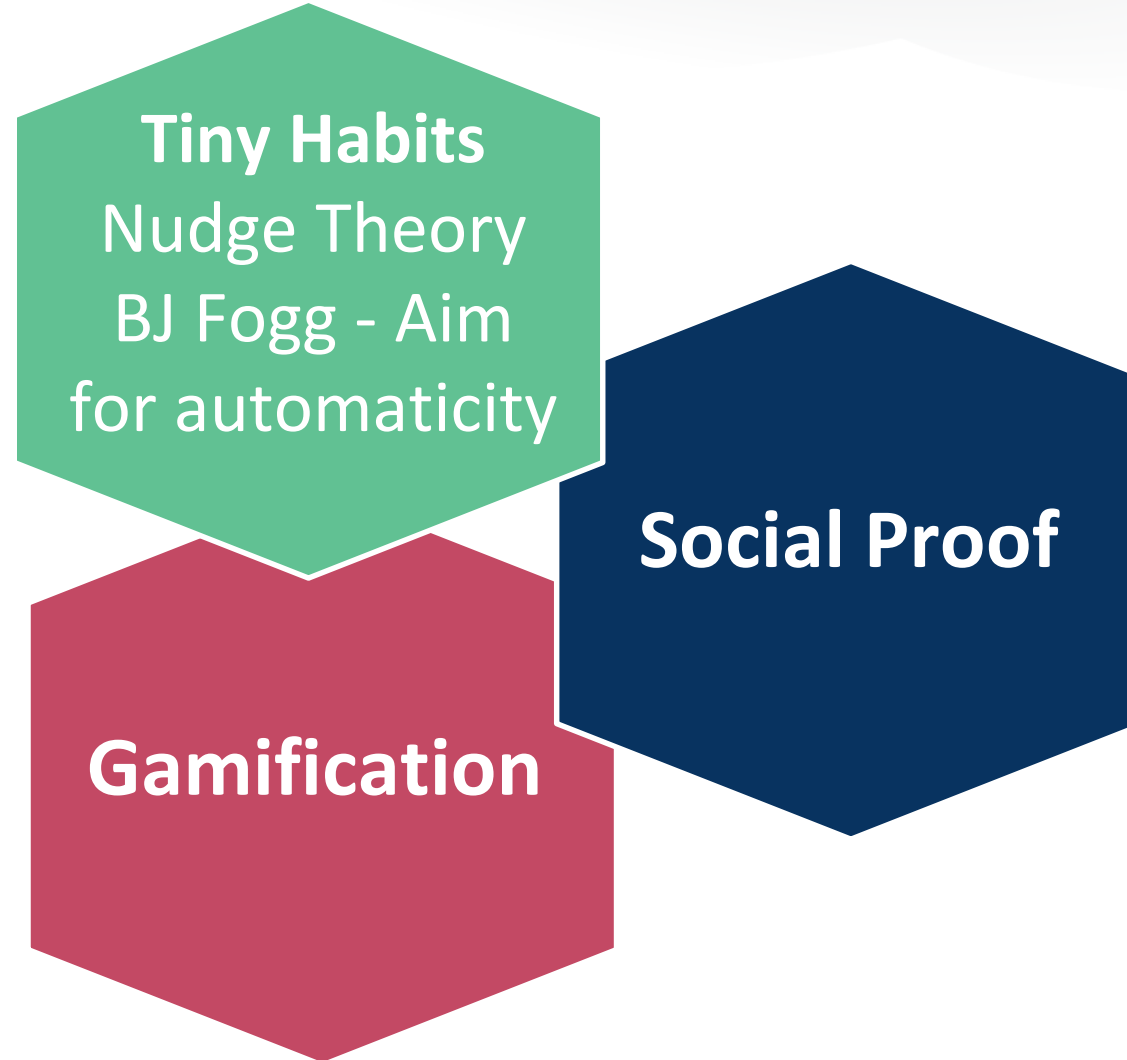 Tiny Habits
Nudge Theory
BJ Fogg - Aim
for automaticity
Social Proof
Gamification